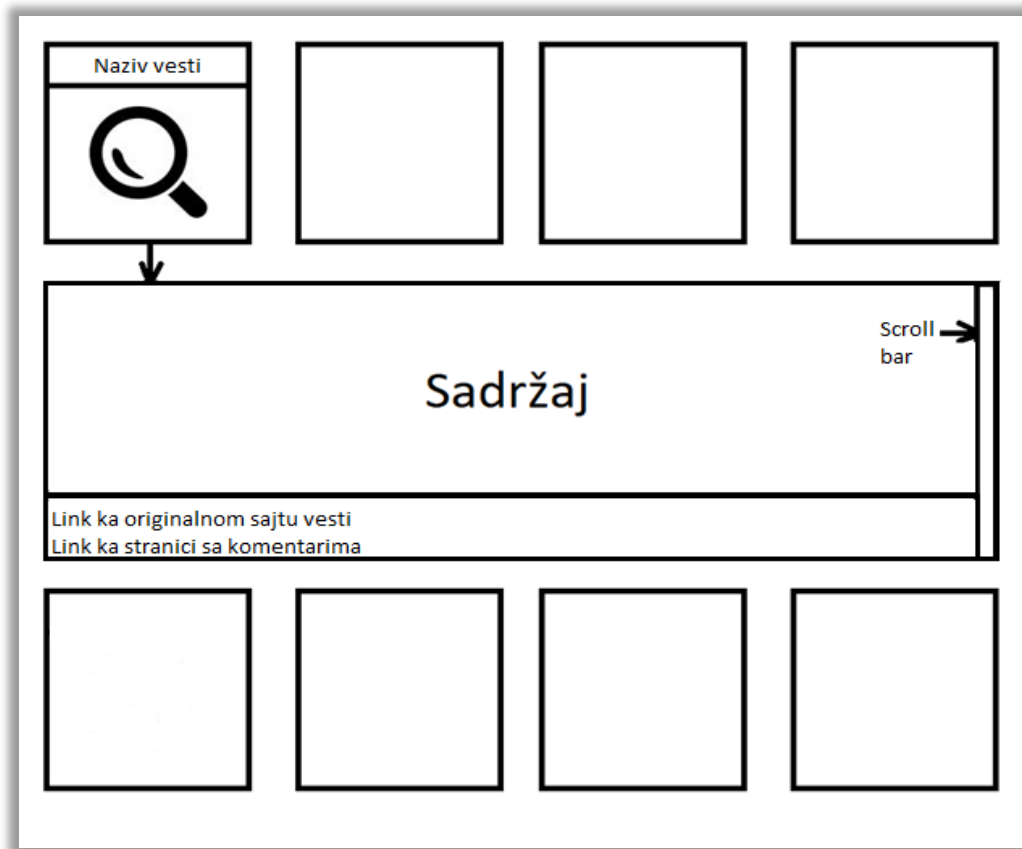 Naziv vesti
Scroll
bar
Sadržaj
Link ka originalnom sajtu vesti
Link ka stranici sa komentarima